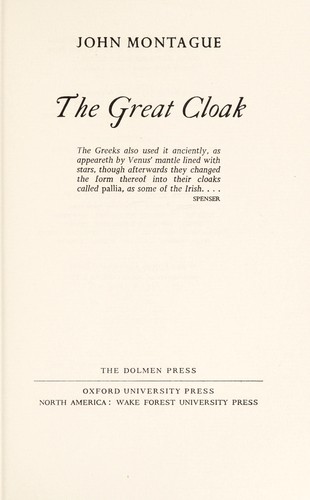 JOHN MONTAGUE
The Great Cloak
The Greeks also used it anciently, as
appeareth by Venus' mantle lined with
stars, though afterwards they changed
the form thereof into their cloaks
called pallia, as some of the Irish. . . .
SPENSER
THE DOLMEN PRESS
OXFORD UNIVERSITY PRESS
NORTH AMERICA: WAKE FOREST UNIVERSITY PRESS